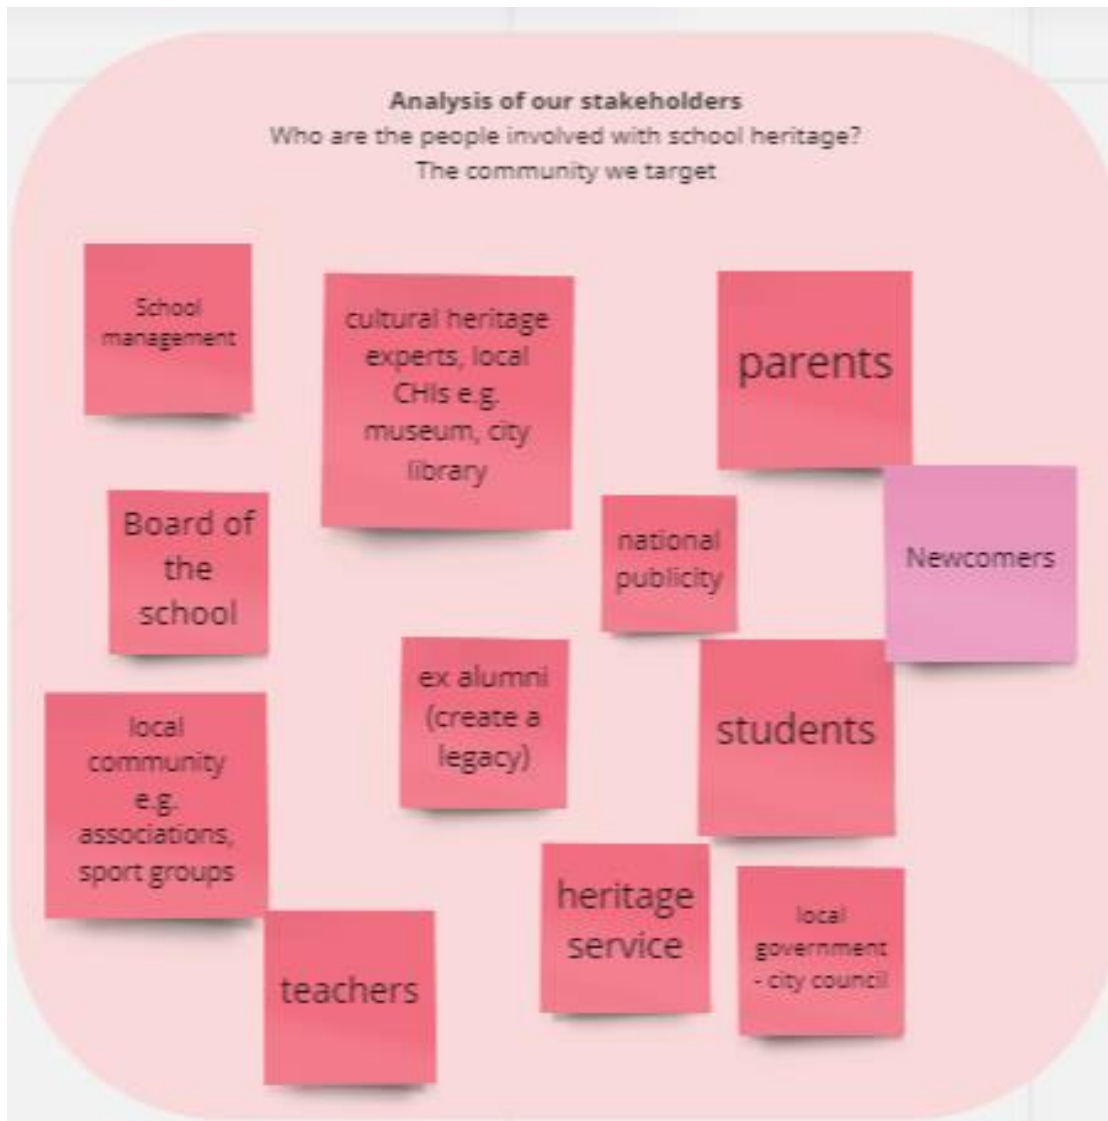 Analysis of our stakeholders
Who are the people involved with school heritage?
The community we target
School
management
cultural heritage
experts, local
CHIs e.g.
museum, city
library
parents
Board of
the
school
national
publicity
Newcomers
ex alumni
(create a
legacy)
students
local
community
e.g.
associations,
sport groups
heritage
service
local
government
- city council
teachers